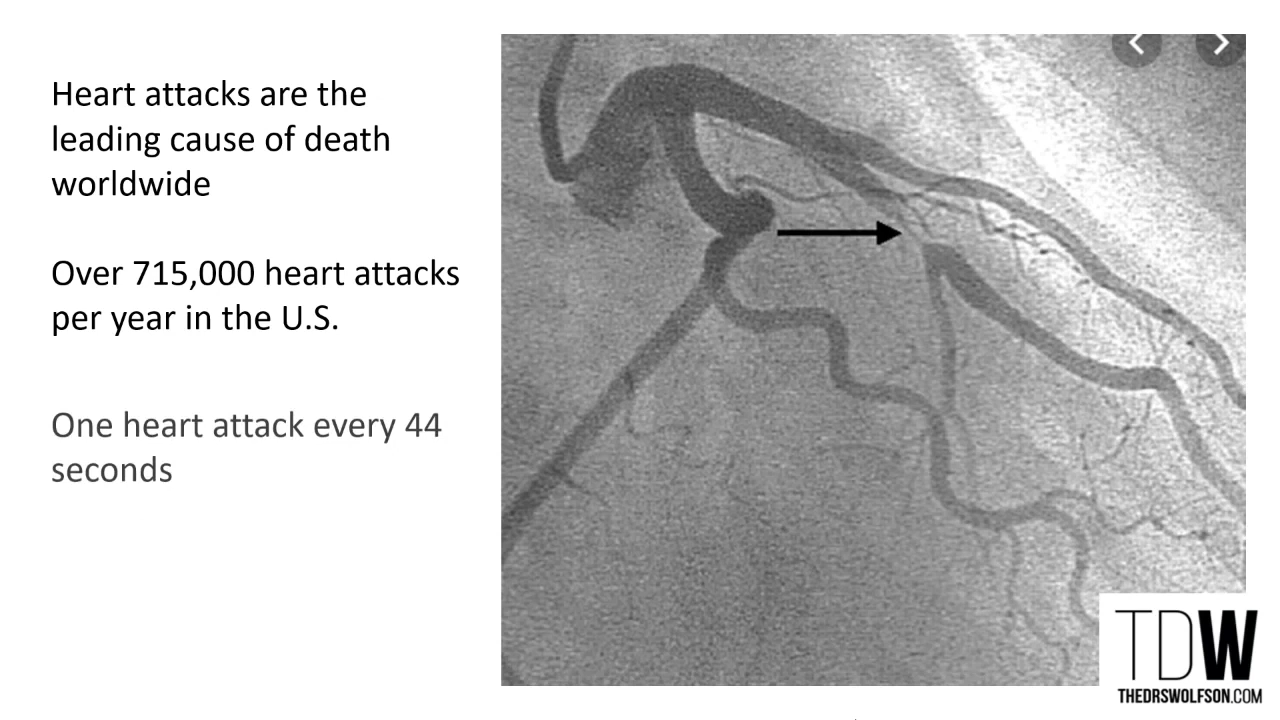 Heart attacks are the
leading cause of death
worldwide
Over 715,000 heart attacks
per year in the U.S.
One heart attack every 44
seconds
TDW
THEDRSWOLFSON.COM